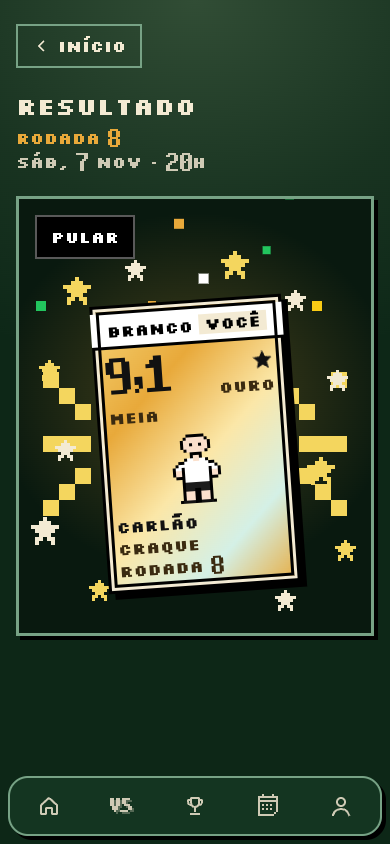 INÍCIO
RESULTADO
RODADA 8
SÁB, 7 NOV · 20H
PULAR
BRANCO VOCÊ
9,1
OURO
MEIA
CARLÃO
CRAQUE
RODADA 8
VS